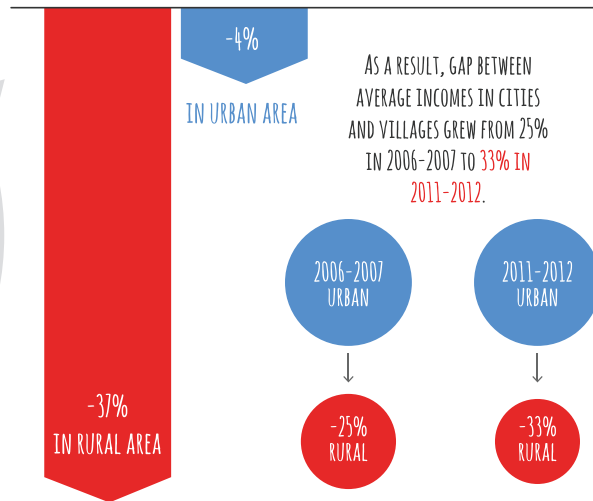 -4%
IN URBAN AREA
AS A RESULT, GAP BETWEEN
AVERAGE INCOMES IN CITIES
AND VILLAGES GREW FROM 25%
IN 2006-2007 TO 33% IN
2011-2012.
2006-2007
URBAN
2011-2012
URBAN
-37%
IN RURAL AREA
-25%
RURAL
-33%
RURAL